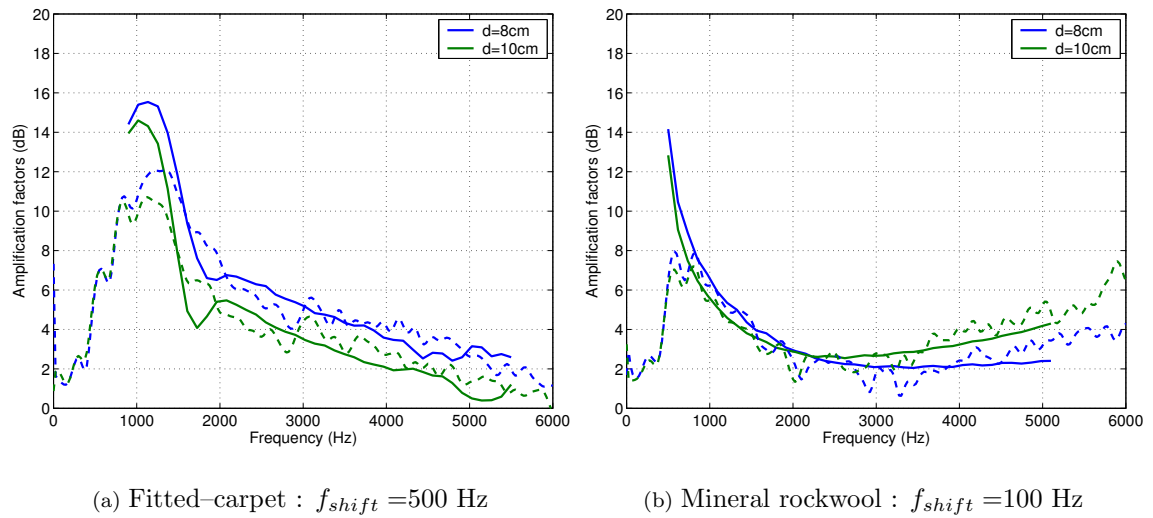 20
18
16
14
12
10
8
6
4
2
0
Amplification factors (dB)
d=8cm
d=10cm
0 1000 2000 3000 4000 5000 6000
Frequency (Hz)
(a) Fitted–carpet : f_shift =500 Hz
20
18
16
14
12
10
8
6
4
2
0
Amplification factors (dB)
d=8cm
d=10cm
0 1000 2000 3000 4000 5000 6000
Frequency (Hz)
(b) Mineral rockwool : f_shift =100 Hz